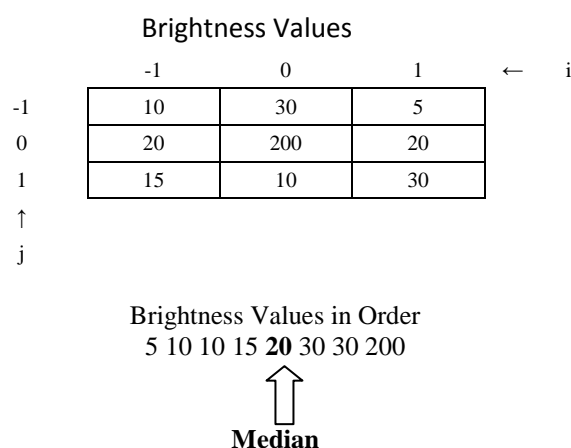 Brightness Values
-1 0 1 ← i
-1 10 30 5
0 20 200 20
1 15 10 30
↑
j
Brightness Values in Order
5 10 10 15 20 30 30 200
Median